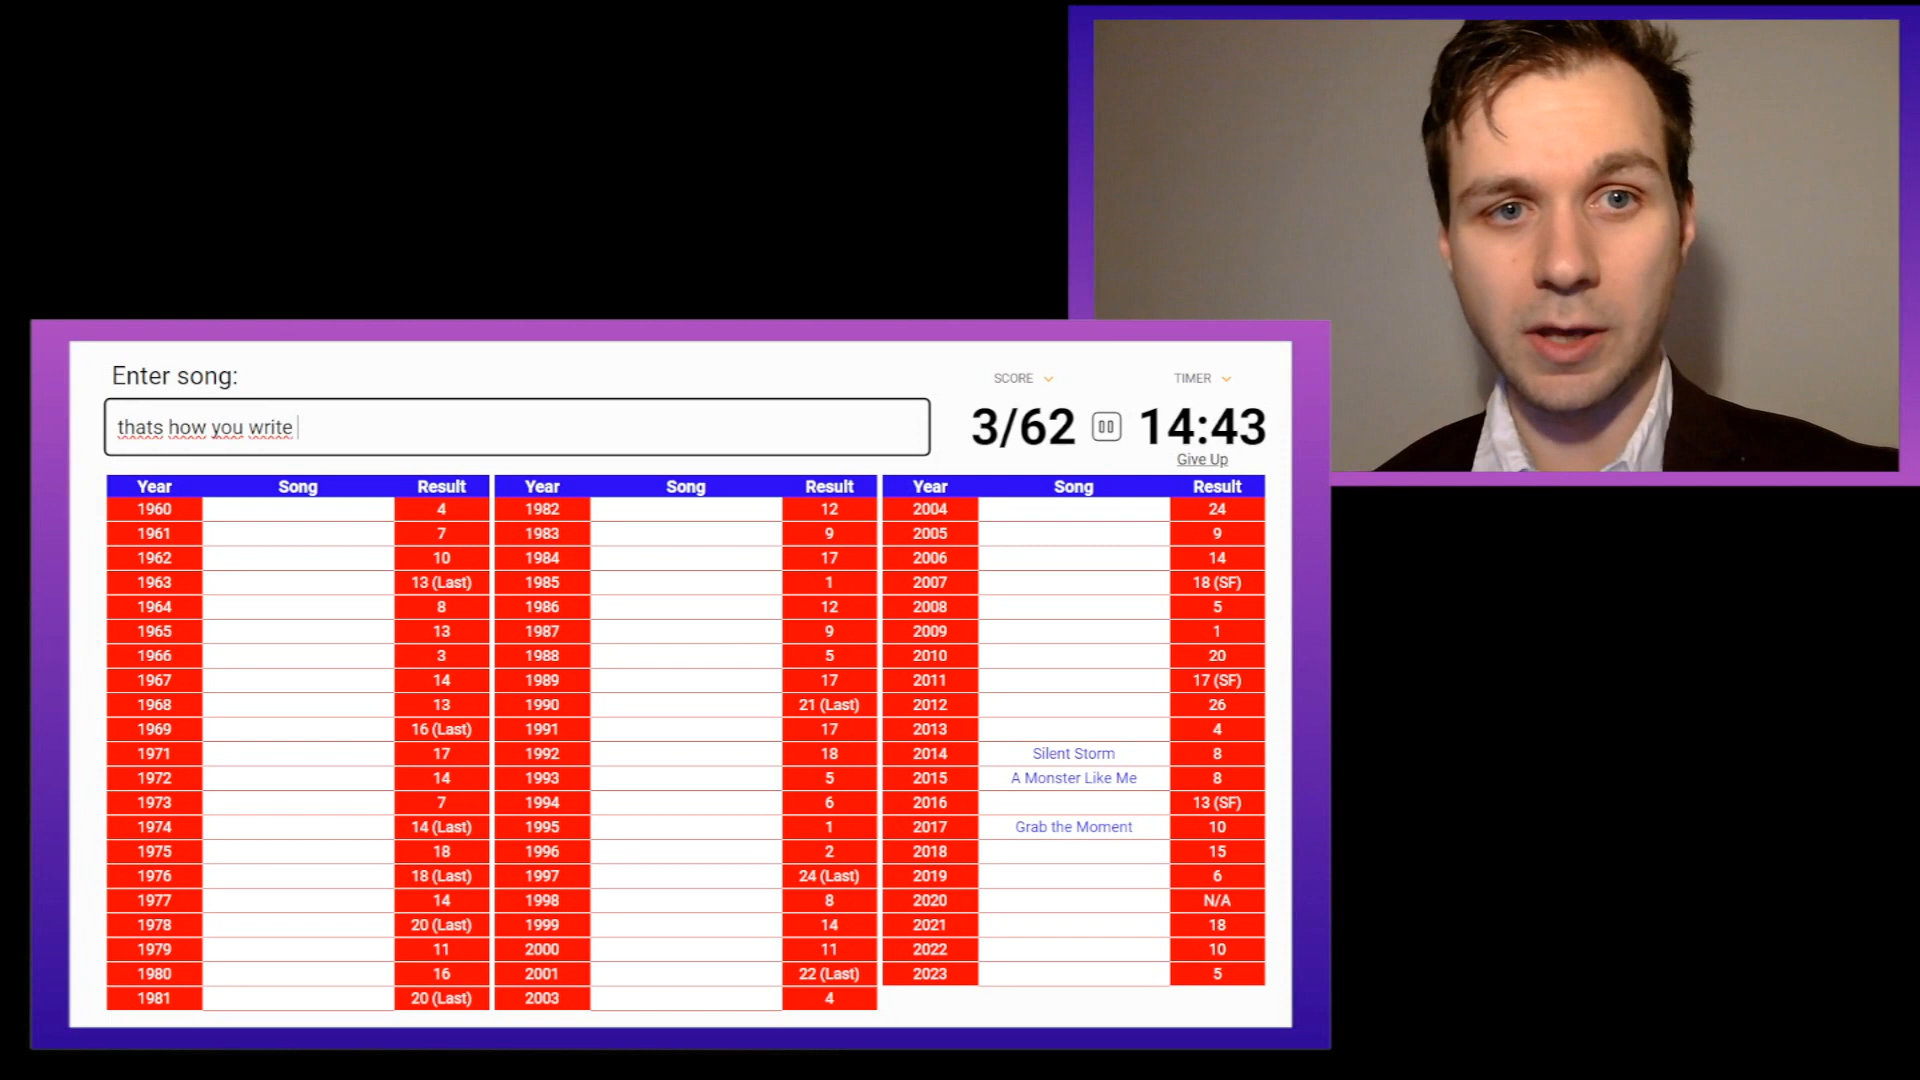 Enter song:
SCORE
TIMER
thats how you write
3/62
14:43
Give Up
Year Song Result Year Song Result Year Song Result
1960 4 1982 12 2004 24
1961 7 1983 9 2005 9
1962 10 1984 17 2006 14
1963 13 (Last) 1985 1 2007 18 (SF)
1964 8 1986 12 2008 5
1965 13 1987 9 2009 1
1966 3 1988 5 2010 20
1967 14 1989 17 2011 17 (SF)
1968 13 1990 21 (Last) 2012 26
1969 16 (Last) 1991 17 2013 4
1971 17 1992 18 2014 Silent Storm 8
1972 14 1993 5 2015 A Monster Like Me 8
1973 7 1994 6 2016 13 (SF)
1974 14 (Last) 1995 1 2017 Grab the Moment 10
1975 18 1996 2 2018 15
1976 18 (Last) 1997 24 (Last) 2019 6
1977 14 1998 8 2020 N/A
1978 20 (Last) 1999 14 2021 18
1979 11 2000 11 2022 10
1980 16 2001 22 (Last) 2023 5
1981 20 (Last) 2003 4